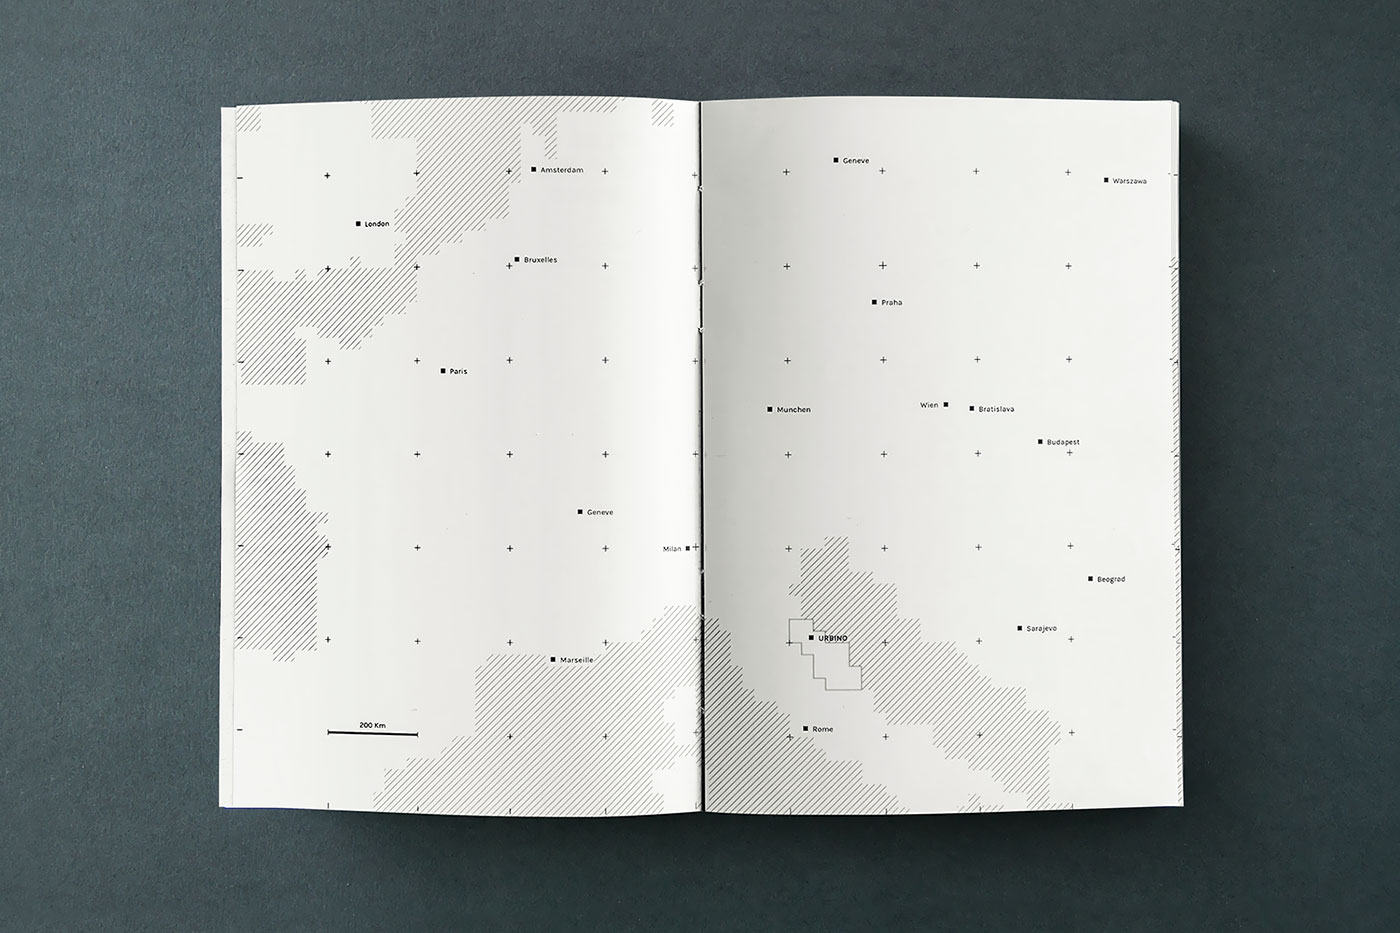 Amsterdam
London
Bruxelles
Paris
Geneve
Milan
Marseille
200 Km
Geneve
Warszawa
Praha
Munchen
Wien
Bratislava
Budapest
Beograd
Sarajevo
URBINO
Rome